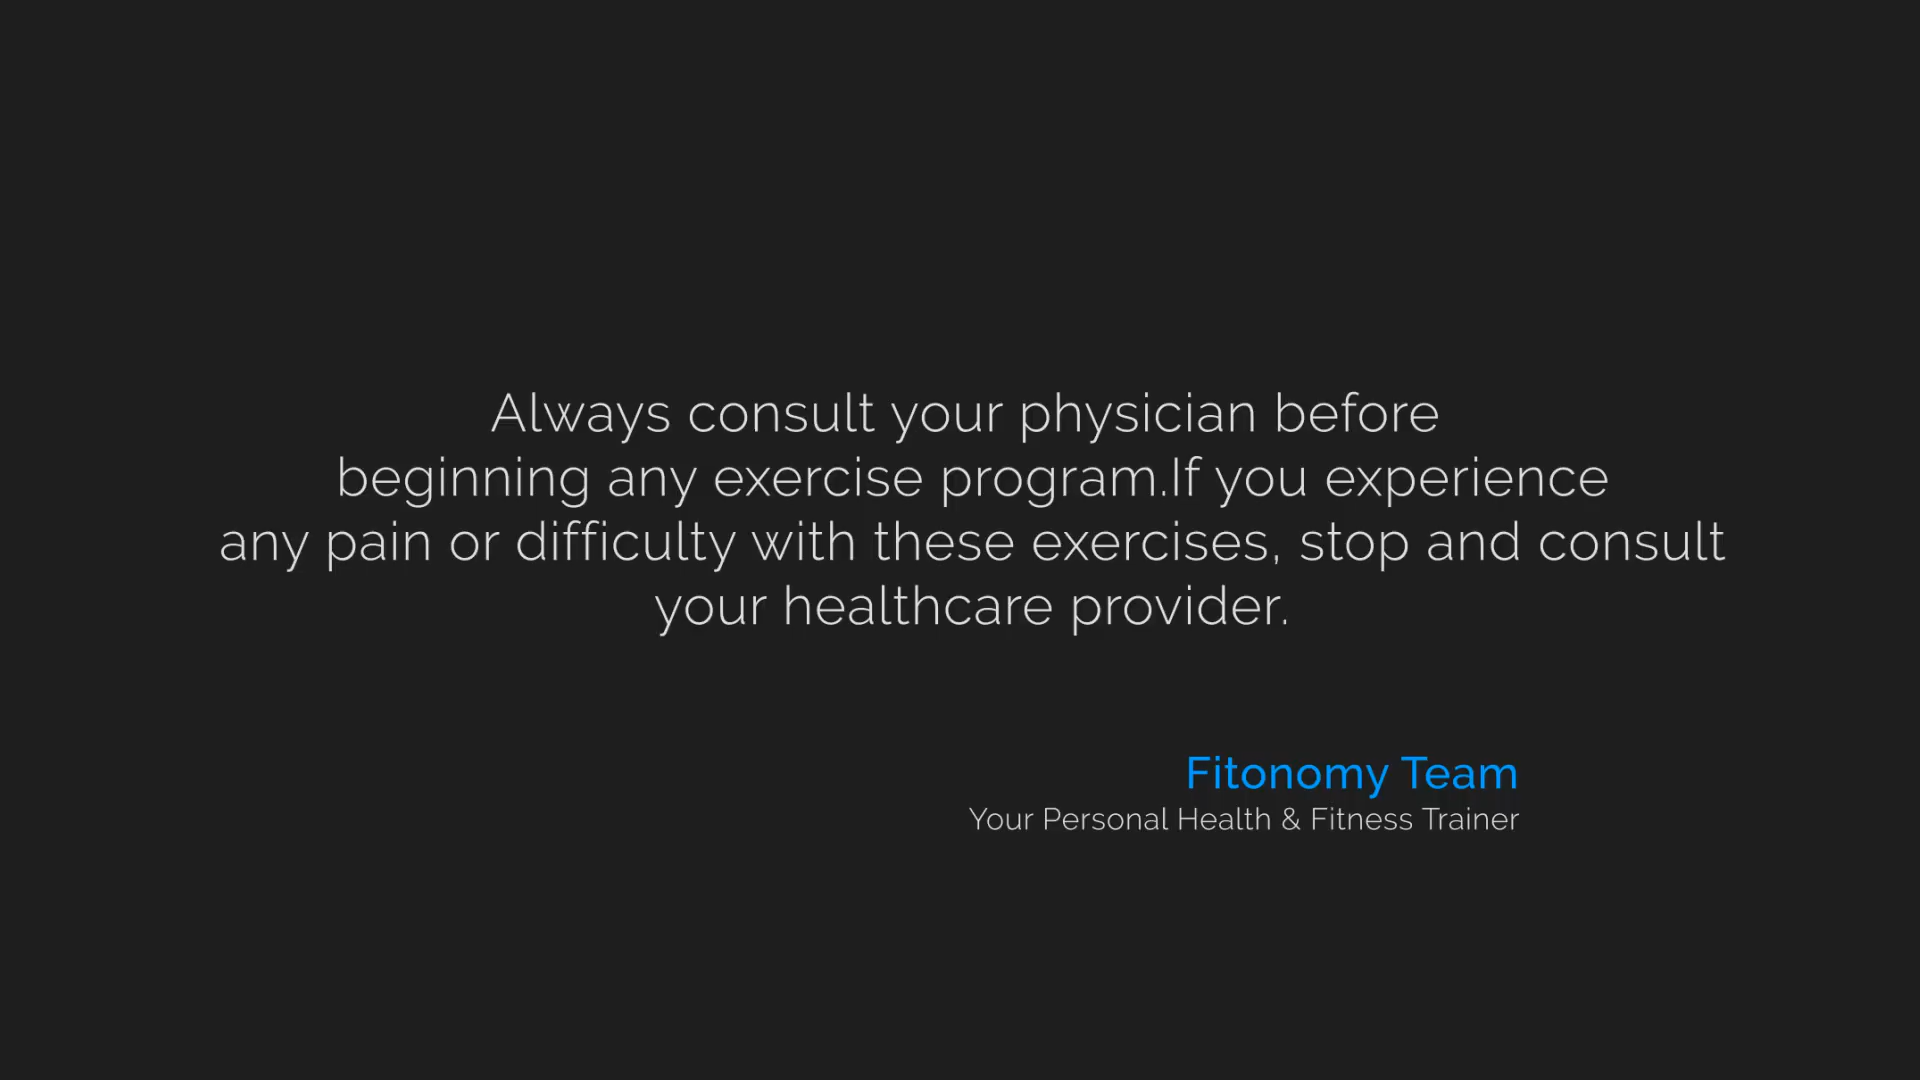 Always consult your physician before
beginning any exercise program.If you experience
any pain or difficulty with these exercises, stop and consult
your healthcare provider.
Fitonomy Team
Your Personal Health & Fitness Trainer